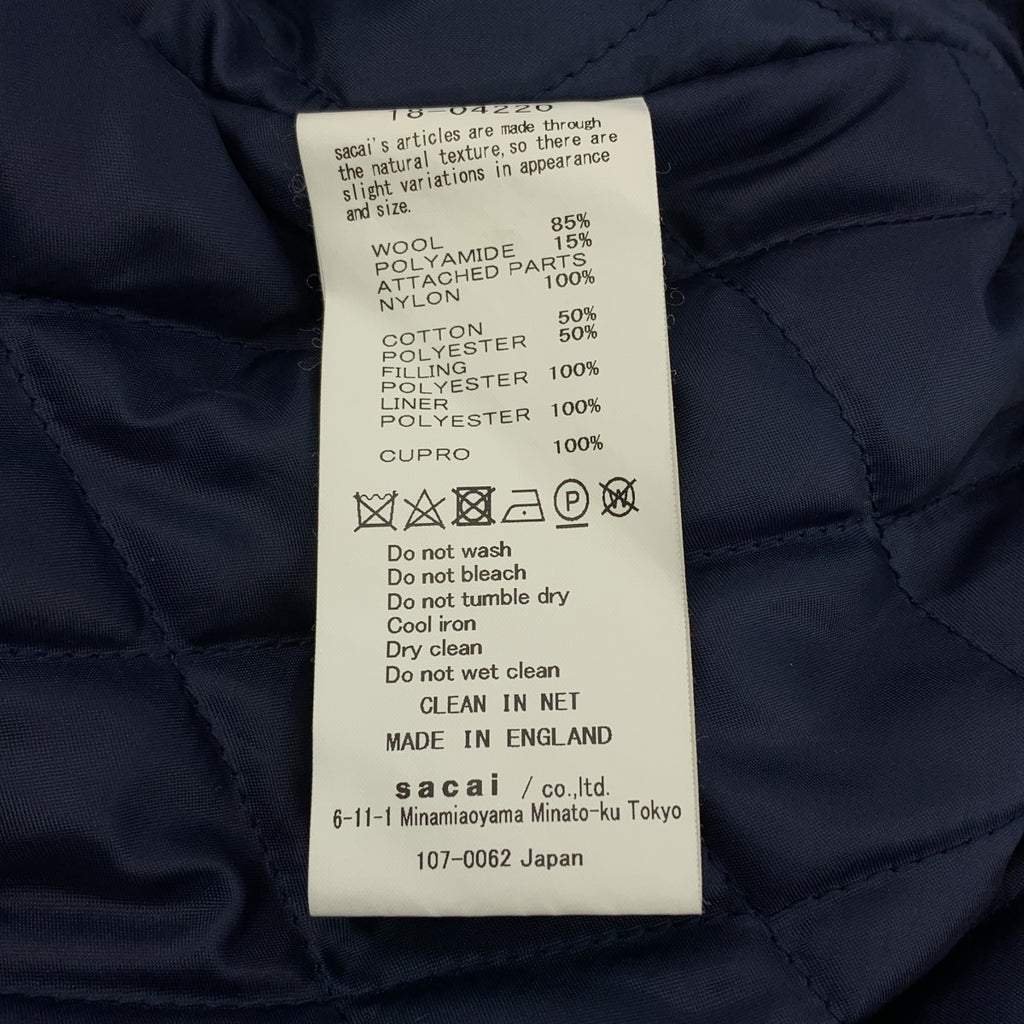 18-04220
sacai's articles are made through
the natural texture, so there are
slight variations in appearance
and size.
WOOL 85%
POLYAMIDE 15%
ATTACHED PARTS
NYLON 100%
COTTON 50%
POLYESTER 50%
FILLING
POLYESTER 100%
LINER
POLYESTER 100%
CUPRO 100%
P W
Do not wash
Do not bleach
Do not tumble dry
Cool iron
Dry clean
Do not wet clean
CLEAN IN NET
MADE IN ENGLAND
sacai / co.,ltd.
6-11-1 Minamiaoyama Minato-ku Tokyo
107-0062 Japan